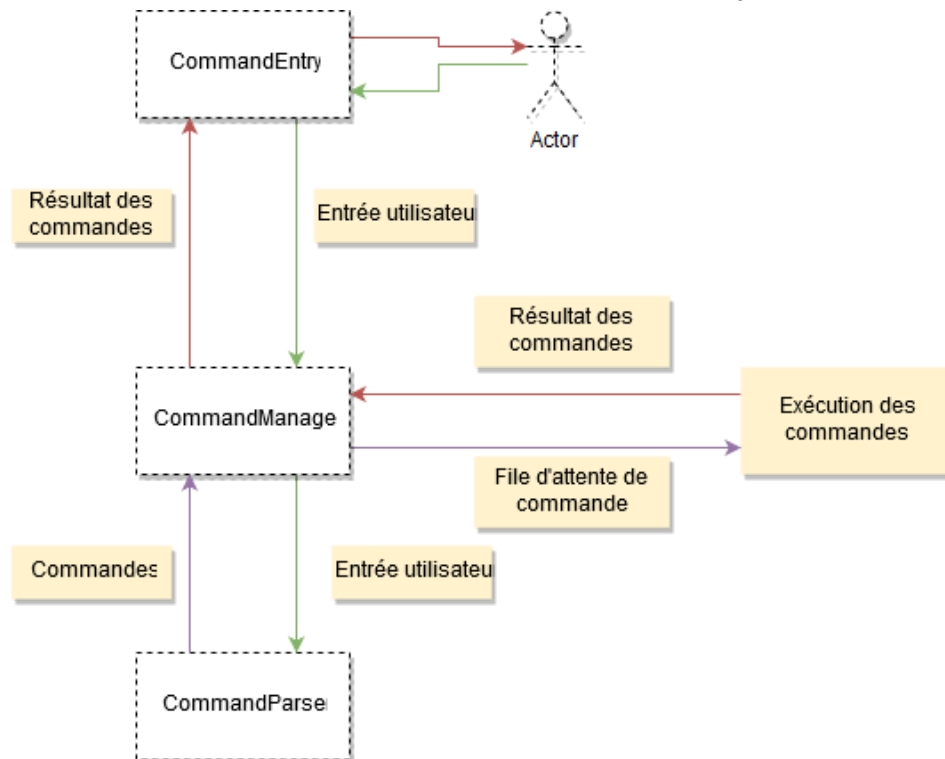 CommandEntry
Actor
Résultat des
commandes
Entrée utilisateu
Résultat des
commandes
CommandManage
Exécution des
commandes
File d'attente de
commande
Commandes
Entrée utilisateu
CommandParse